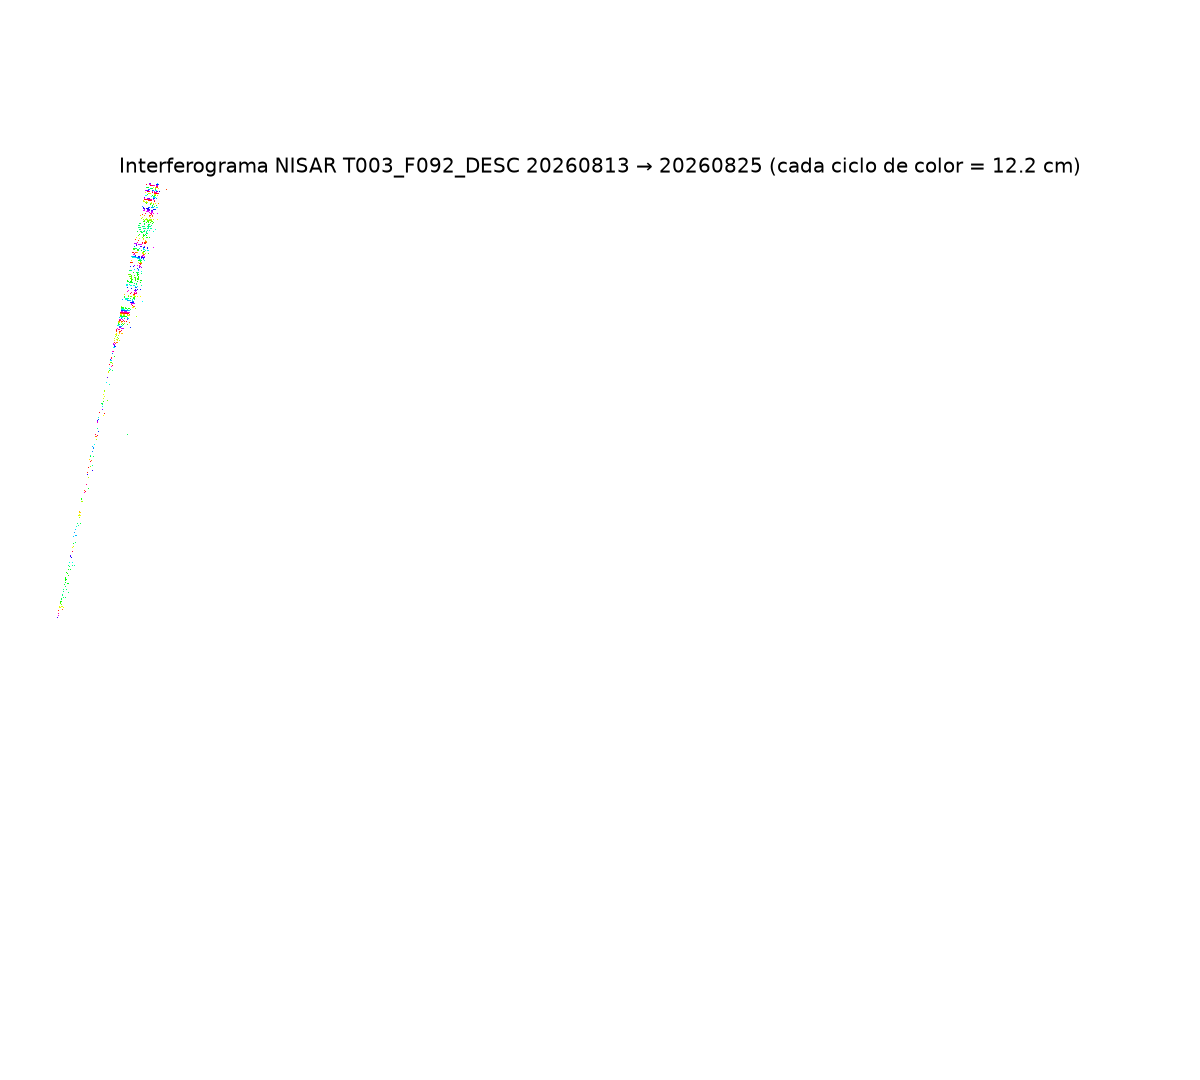 Interferograma NISAR T003_F092_DESC 20260813 → 20260825 (cada ciclo de color = 12.2 cm)